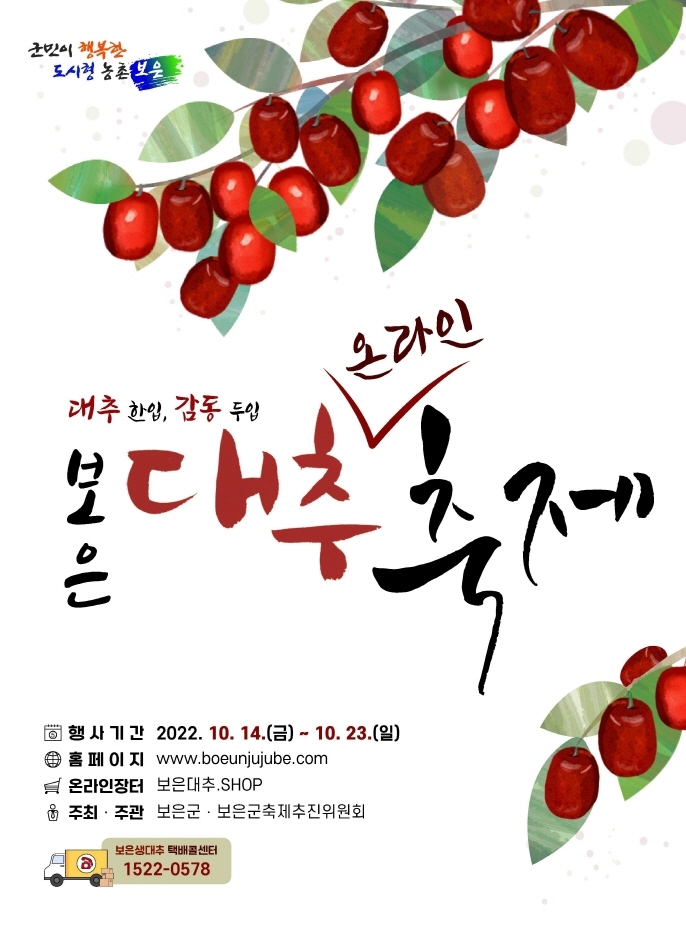 군민이 행복한
도시형 농촌 보은
온라인
대추 한입, 감동 두입
보은 대추 축제
행사기간 2022. 10. 14.(금) ~ 10. 23.(일)
홈페이지 www.boeunjujube.com
온라인장터 보은대추.SHOP
주최 · 주관 보은군 · 보은군축제추진위원회
보은생대추 택배콜센터
1522-0578